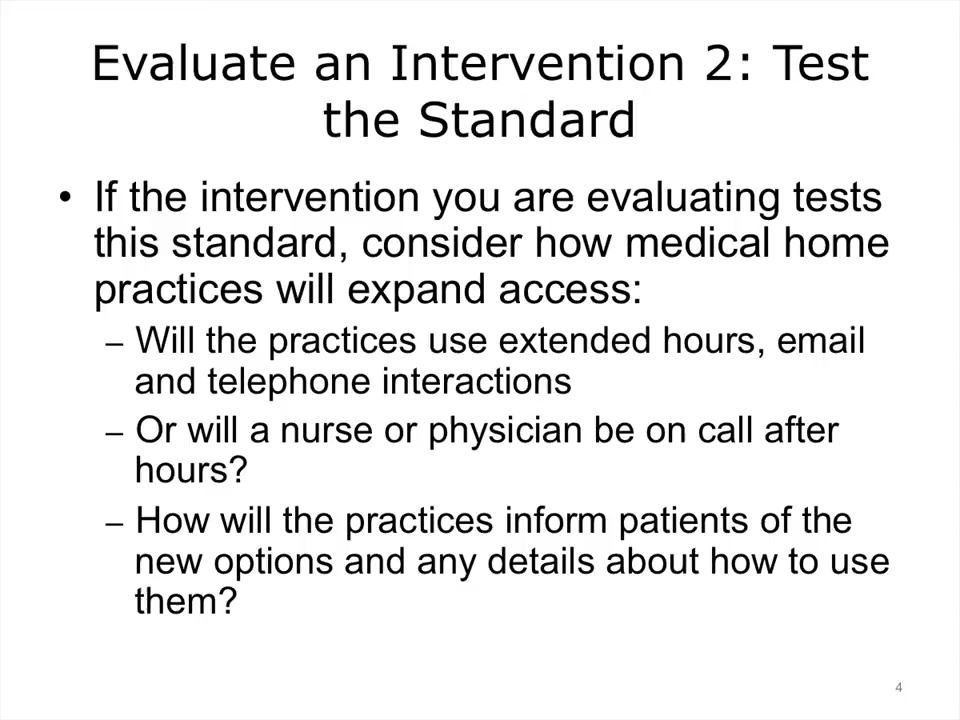 Evaluate an Intervention 2: Test
the Standard
• If the intervention you are evaluating tests
this standard, consider how medical home
practices will expand access:
– Will the practices use extended hours, email
and telephone interactions
– Or will a nurse or physician be on call after
hours?
– How will the practices inform patients of the
new options and any details about how to use
them?
4